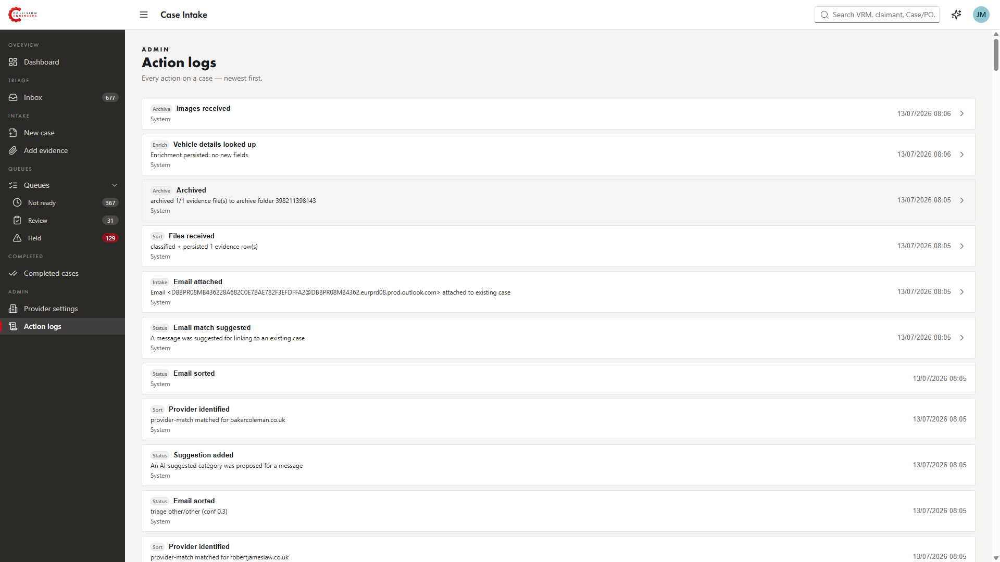 COLLISION
ENGINEERS
Case Intake
Search VRM, claimant, Case/PO.
JM
OVERVIEW
Dashboard
TRIAGE
Inbox
677
INTAKE
New case
Add evidence
QUEUES
Queues
Not ready
367
Review
31
Held
129
COMPLETED
Completed cases
ADMIN
Provider settings
Action logs
ADMIN
Action logs
Every action on a case — newest first.
Archive Images received
System
13/07/2026 08:06
Enrich Vehicle details looked up
Enrichment persisted: no new fields
System
13/07/2026 08:06
Archive Archived
archived 1/1 evidence file(s) to archive folder 398211398143
System
13/07/2026 08:05
Sort Files received
classified + persisted 1 evidence row(s)
System
13/07/2026 08:05
Intake Email attached
Email <DBBPR08MB436228A682C0E7BAE782F3EFDFFA2@DBBPR08MB4362.eurprd08.prod.outlook.com> attached to existing case
System
13/07/2026 08:05
Status Email match suggested
A message was suggested for linking to an existing case
System
13/07/2026 08:05
Status Email sorted
System
13/07/2026 08:05
Sort Provider identified
provider-match matched for bakercoleman.co.uk
System
13/07/2026 08:05
Status Suggestion added
An AI-suggested category was proposed for a message
System
13/07/2026 08:05
Status Email sorted
triage other/other (conf 0.3)
System
13/07/2026 08:05
Sort Provider identified
provider-match matched for robertjameslaw.co.uk
13/07/2026 08:05